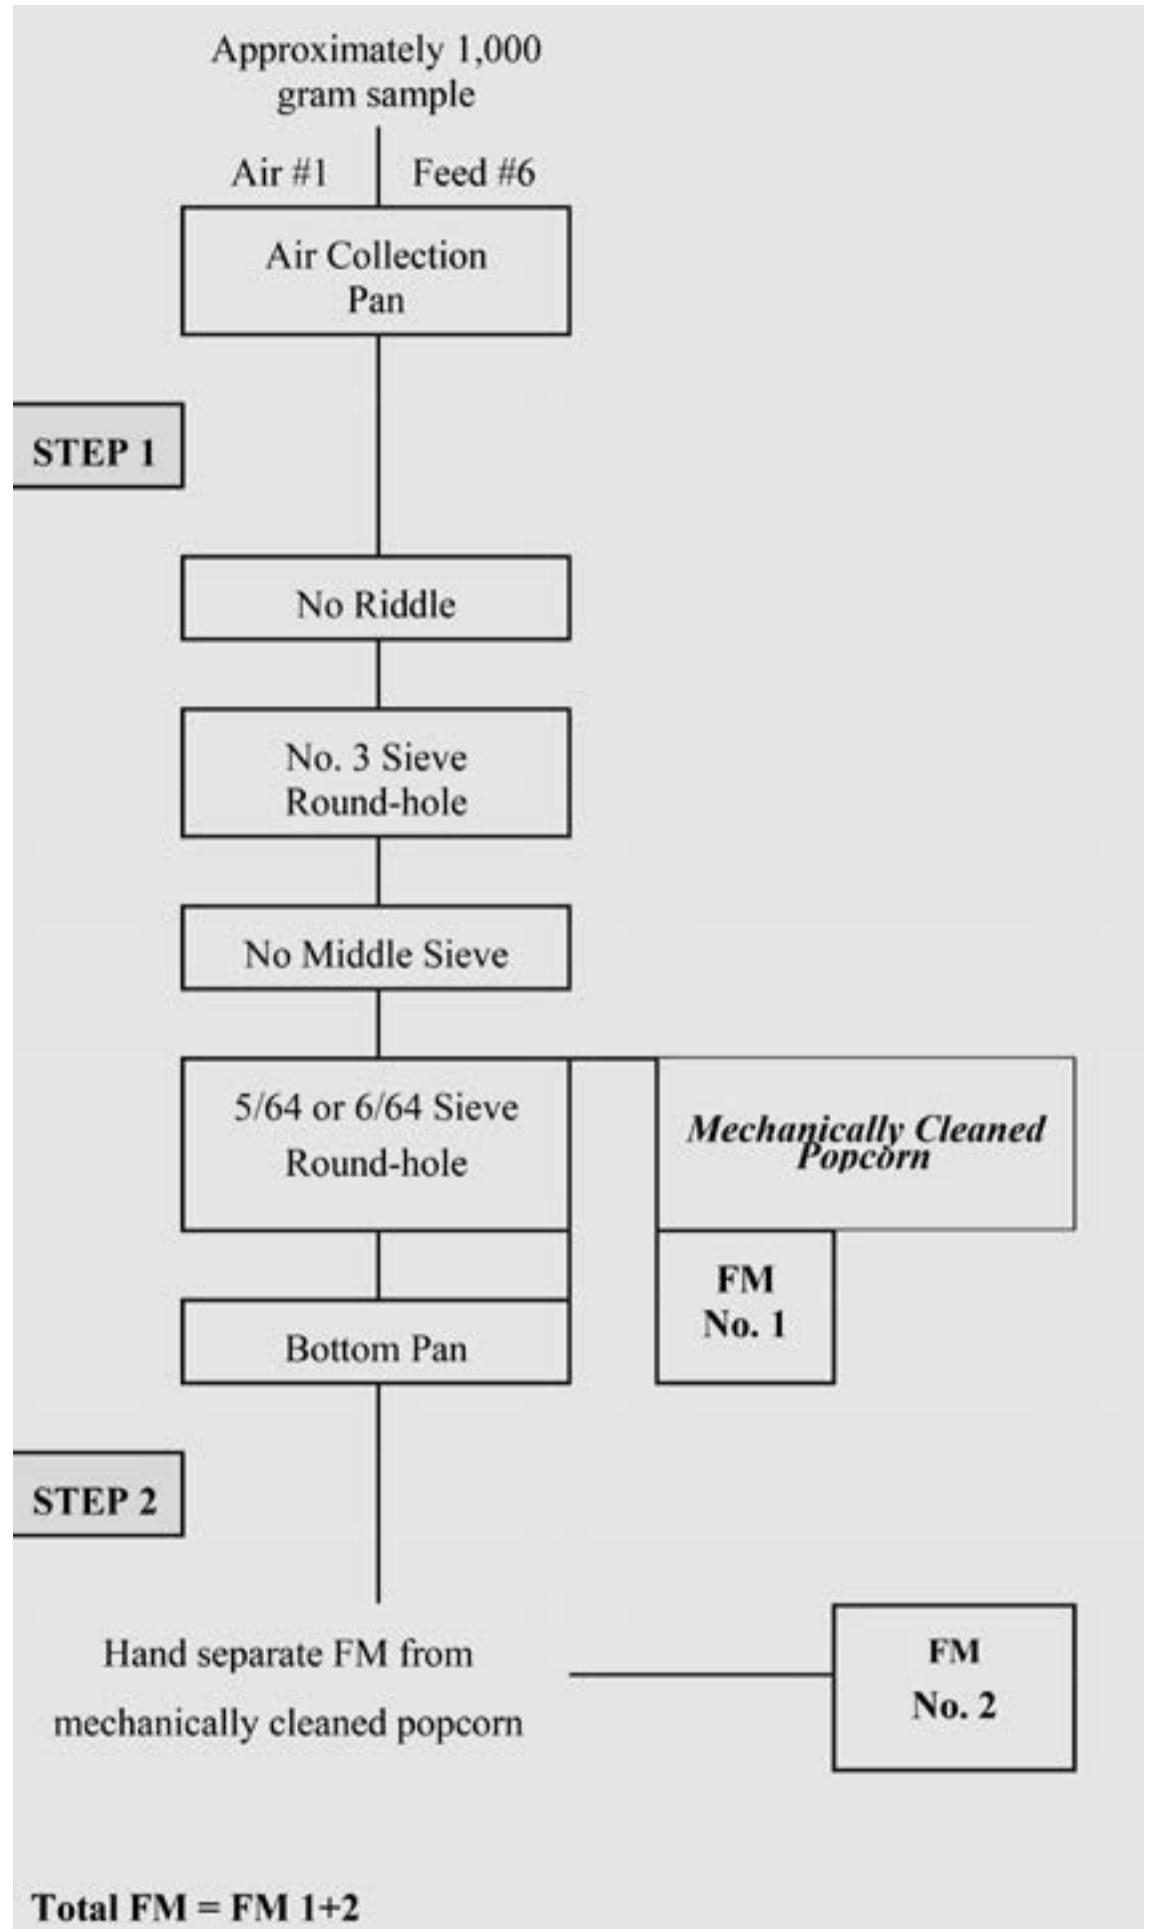 Approximately 1,000
gram sample
Air #1
Feed #6
Air Collection
Pan
STEP 1
No Riddle
No. 3 Sieve
Round-hole
No Middle Sieve
5/64 or 6/64 Sieve
Round-hole
Mechanically Cleaned
Popcorn
FM
No. 1
Bottom Pan
STEP 2
Hand separate FM from
mechanically cleaned popcorn
FM
No. 2
Total FM = FM 1+2